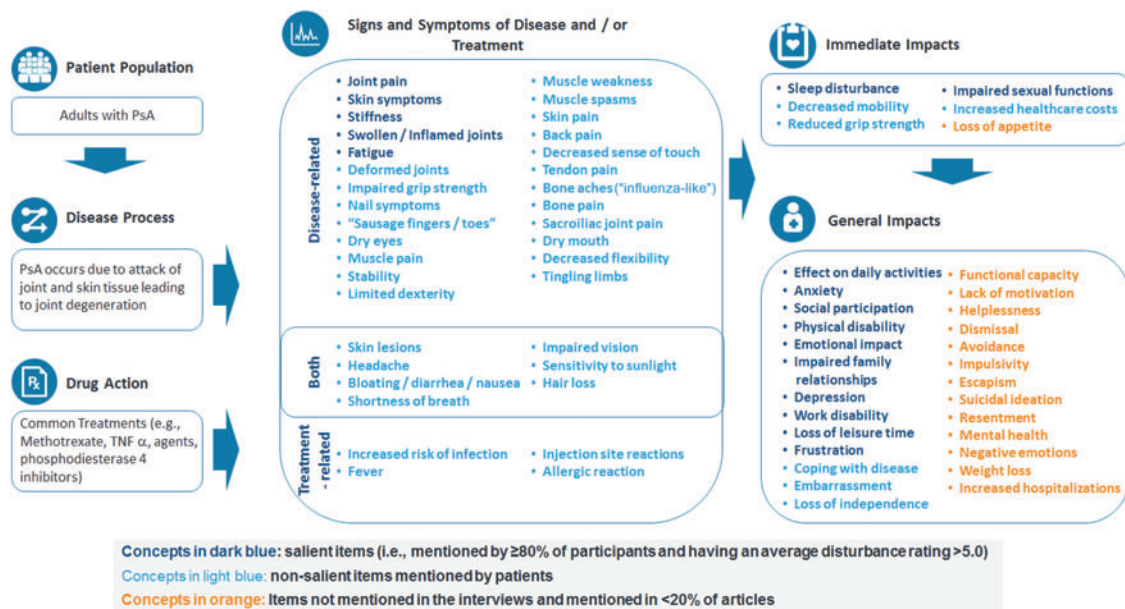 Patient Population
Adults with PsA
Disease Process
PsA occurs due to attack of
joint and skin tissue leading
to joint degeneration
Drug Action
Common Treatments (e.g.,
Methotrexate, TNF α, agents,
phosphodiesterase 4
inhibitors)
Signs and Symptoms of Disease and / or
Treatment
Disease-related
• Joint pain
• Skin symptoms
• Stiffness
• Swollen / Inflamed joints
• Fatigue
• Deformed joints
• Impaired grip strength
• Nail symptoms
• “Sausage fingers / toes”
• Dry eyes
• Muscle pain
• Stability
• Limited dexterity
• Muscle weakness
• Muscle spasms
• Skin pain
• Back pain
• Decreased sense of touch
• Tendon pain
• Bone aches (“influenza-like”)
• Bone pain
• Sacroiliac joint pain
• Dry mouth
• Decreased flexibility
• Tingling limbs
Both
• Skin lesions
• Headache
• Bloating / diarrhea / nausea
• Shortness of breath
• Impaired vision
• Sensitivity to sunlight
• Hair loss
Treatment
- related
• Increased risk of infection
• Fever
• Injection site reactions
• Allergic reaction
Immediate Impacts
• Sleep disturbance
• Decreased mobility
• Reduced grip strength
• Impaired sexual functions
• Increased healthcare costs
• Loss of appetite
General Impacts
• Effect on daily activities
• Anxiety
• Social participation
• Physical disability
• Emotional impact
• Impaired family
relationships
• Depression
• Work disability
• Loss of leisure time
• Frustration
• Coping with disease
• Embarrassment
• Loss of independence
• Functional capacity
• Lack of motivation
• Helplessness
• Dismissal
• Avoidance
• Impulsivity
• Escapism
• Suicidal ideation
• Resentment
• Mental health
• Negative emotions
• Weight loss
• Increased hospitalizations
Concepts in dark blue: salient items (i.e., mentioned by ≥80% of participants and having an average disturbance rating >5.0)
Concepts in light blue: non-salient items mentioned by patients
Concepts in orange: Items not mentioned in the interviews and mentioned in <20% of articles